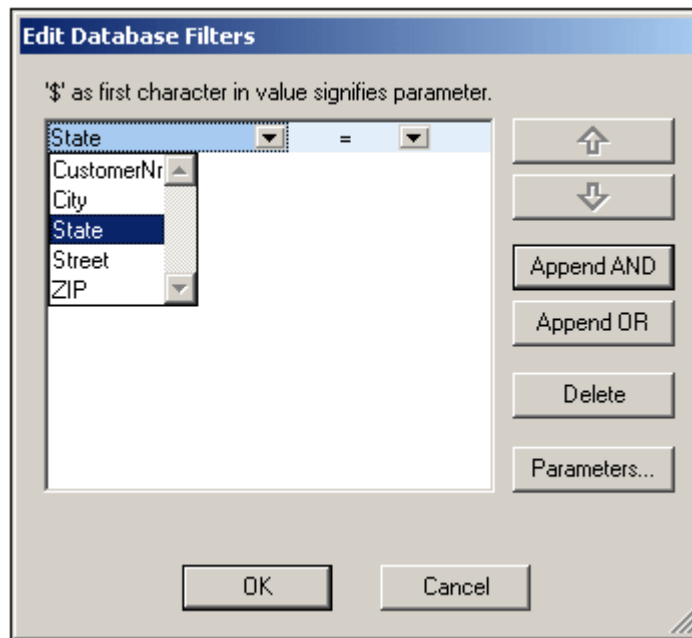 Edit Database Filters
'$' as first character in value signifies parameter.
State =
CustomerNr
City
State
Street
ZIP
Append AND
Append OR
Delete
Parameters...
OK Cancel